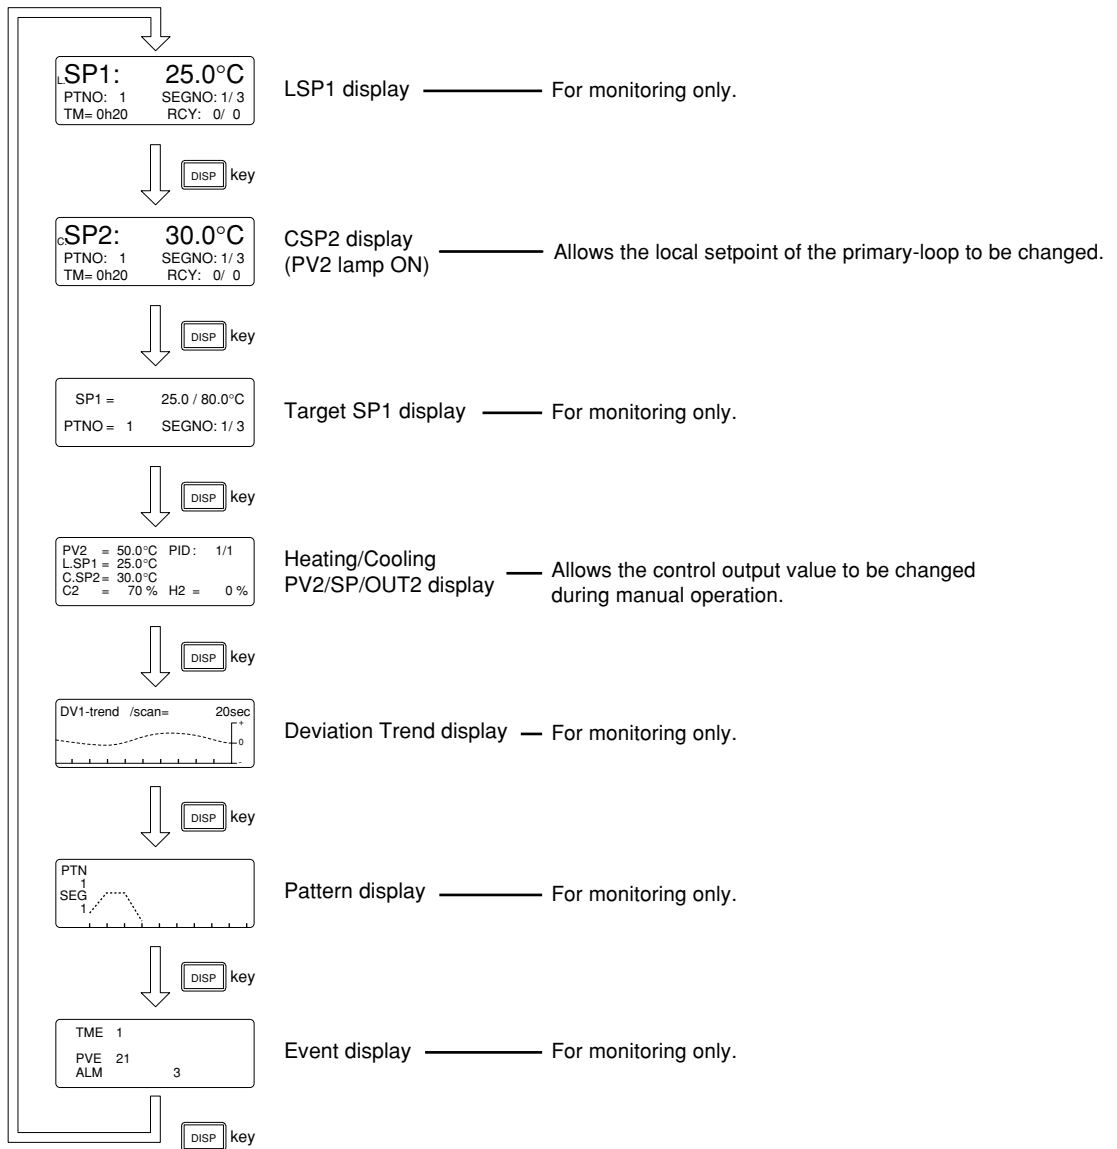 L.SP1: 25.0°C
PTNO: 1 SEGNO: 1/ 3
TM= 0h20 RCY: 0/ 0
LSP1 display
For monitoring only.
DISP key
C.SP2: 30.0°C
PTNO: 1 SEGNO: 1/ 3
TM= 0h20 RCY: 0/ 0
CSP2 display
(PV2 lamp ON)
Allows the local setpoint of the primary-loop to be changed.
DISP key
SP1 = 25.0 / 80.0°C
PTNO = 1 SEGNO: 1/ 3
Target SP1 display
For monitoring only.
DISP key
PV2 = 50.0°C PID : 1/1
L.SP1 = 25.0°C
C.SP2= 30.0°C
C2 = 70 % H2 = 0 %
Heating/Cooling
PV2/SP/OUT2 display
Allows the control output value to be changed
during manual operation.
DISP key
DV1-trend /scan= 20sec
+
0
-
Deviation Trend display
For monitoring only.
DISP key
PTN
1
SEG
1
Pattern display
For monitoring only.
DISP key
TME 1
PVE 21
ALM 3
Event display
For monitoring only.
DISP key